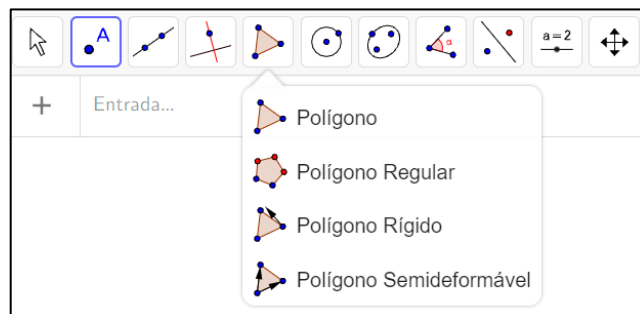 A
α
a = 2
+ Entrada...
Polígono
Polígono Regular
Polígono Rígido
Polígono Semideformável